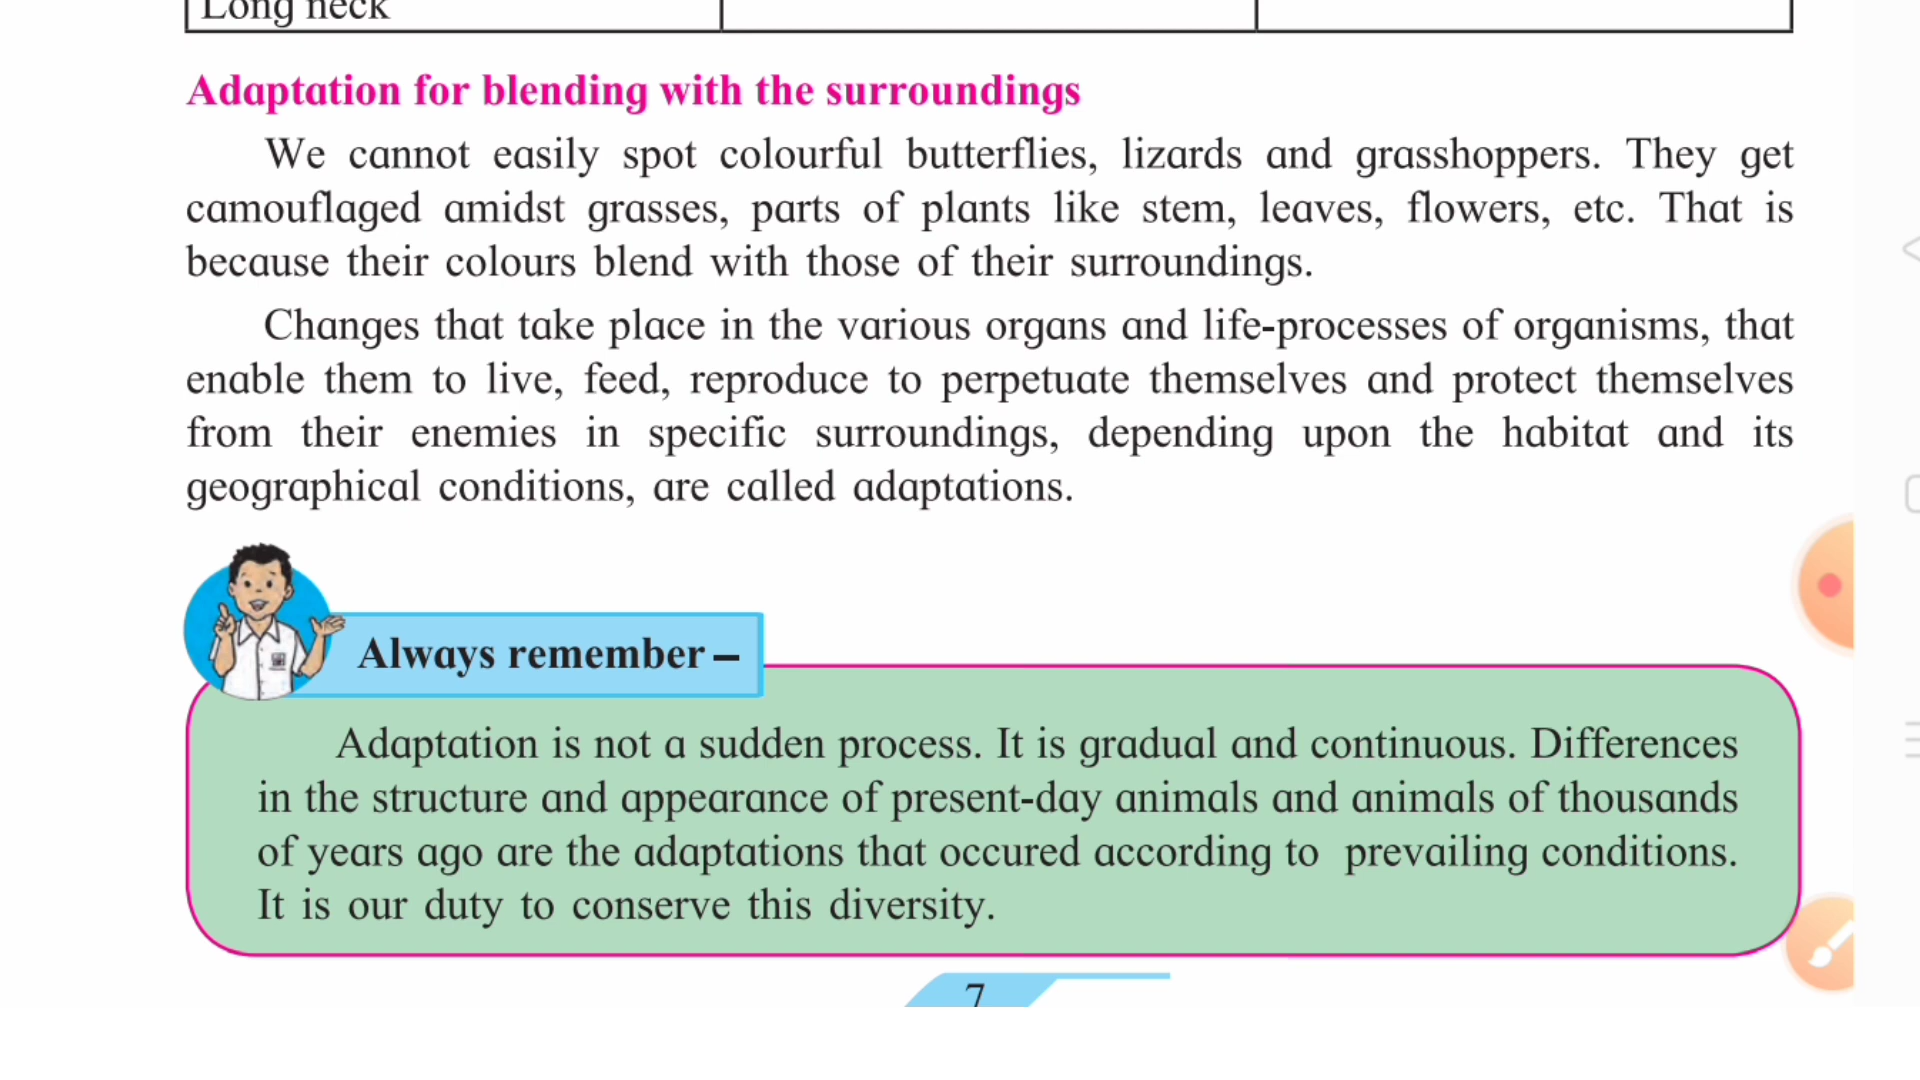 Long neck
Adaptation for blending with the surroundings
We cannot easily spot colourful butterflies, lizards and grasshoppers. They get
camouflaged amidst grasses, parts of plants like stem, leaves, flowers, etc. That is
because their colours blend with those of their surroundings.
Changes that take place in the various organs and life-processes of organisms, that
enable them to live, feed, reproduce to perpetuate themselves and protect themselves
from their enemies in specific surroundings, depending upon the habitat and its
geographical conditions, are called adaptations.
Always remember –
Adaptation is not a sudden process. It is gradual and continuous. Differences
in the structure and appearance of present-day animals and animals of thousands
of years ago are the adaptations that occured according to prevailing conditions.
It is our duty to conserve this diversity.
7